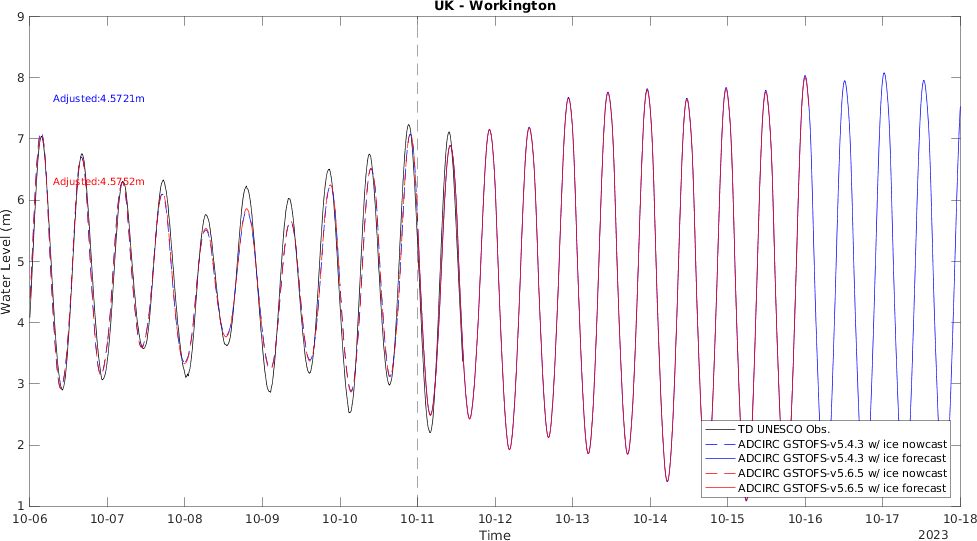 UK - Workington
9
8
7
6
5
4
3
2
1
Water Level (m)
Adjusted:4.5721m
Adjusted:4.5752m
TD UNESCO Obs.
ADCIRC GSTOFS-v5.4.3 w/ ice nowcast
ADCIRC GSTOFS-v5.4.3 w/ ice forecast
ADCIRC GSTOFS-v5.6.5 w/ ice nowcast
ADCIRC GSTOFS-v5.6.5 w/ ice forecast
10-06 10-07 10-08 10-09 10-10 10-11 10-12 10-13 10-14 10-15 10-16 10-17 10-18
Time
2023